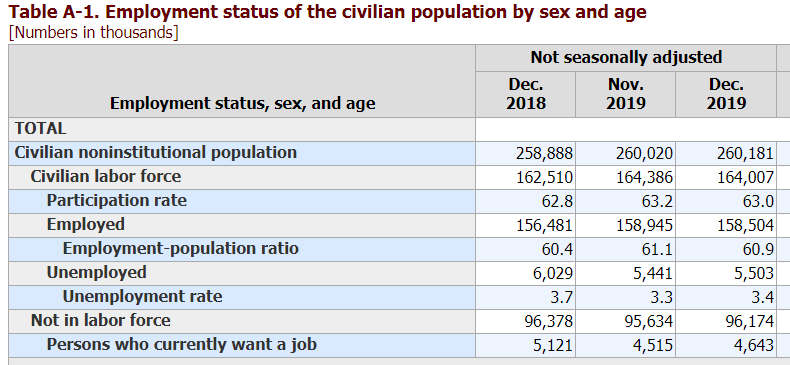 Table A-1. Employment status of the civilian population by sex and age
[Numbers in thousands]
Employment status, sex, and age
Not seasonally adjusted
Dec. 2018 Nov. 2019 Dec. 2019
TOTAL
Civilian noninstitutional population 258,888 260,020 260,181
Civilian labor force 162,510 164,386 164,007
Participation rate 62.8 63.2 63.0
Employed 156,481 158,945 158,504
Employment-population ratio 60.4 61.1 60.9
Unemployed 6,029 5,441 5,503
Unemployment rate 3.7 3.3 3.4
Not in labor force 96,378 95,634 96,174
Persons who currently want a job 5,121 4,515 4,643